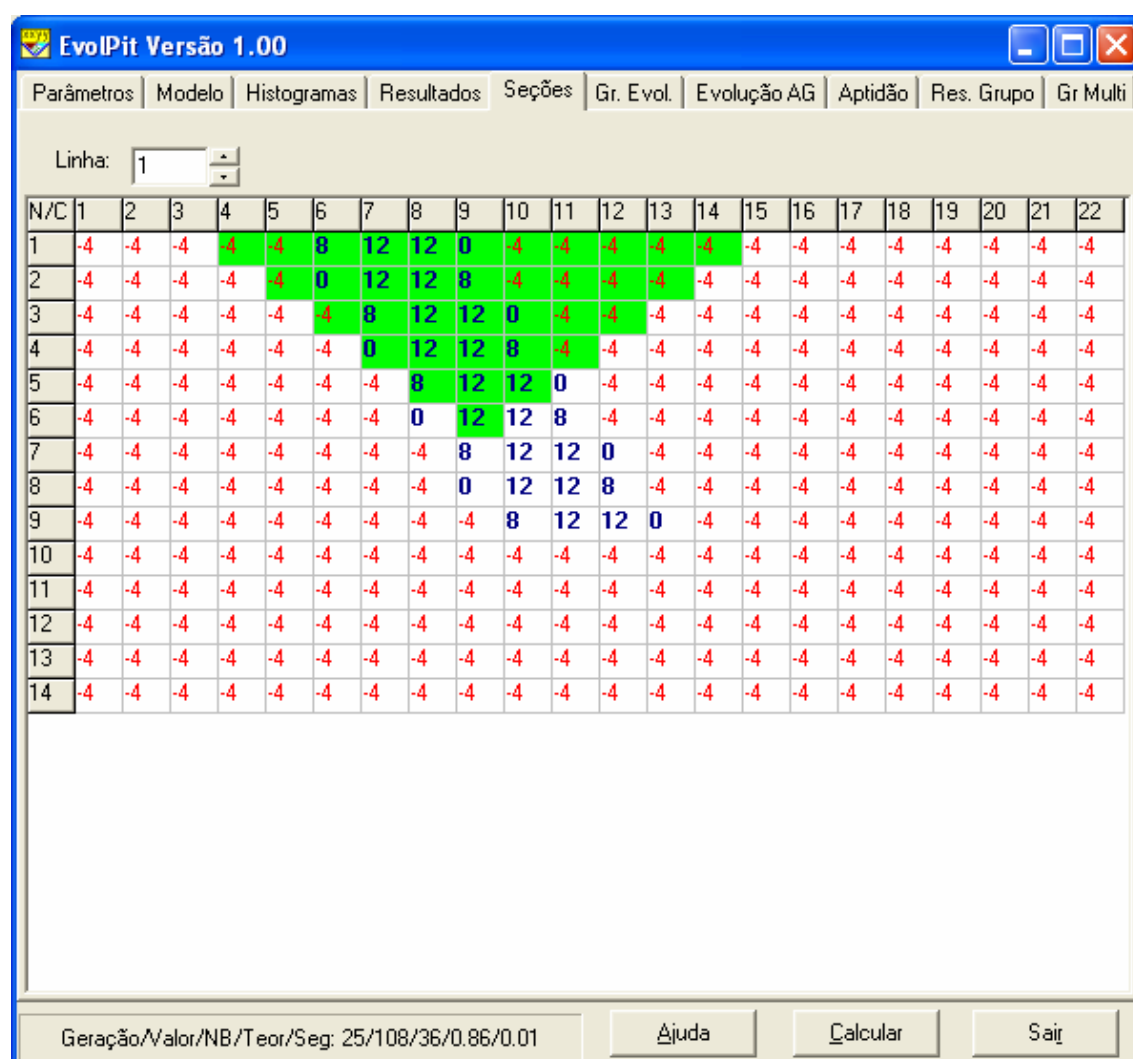 EvolPit Versão 1.00
Parâmetros Modelo Histogramas Resultados Seções Gr. Evol. Evolução AG Aptidão Res. Grupo Gr Multi
Linha: 1
N/C 1 2 3 4 5 6 7 8 9 10 11 12 13 14 15 16 17 18 19 20 21 22
1 -4 -4 -4 -4 -4 8 12 12 0 -4 -4 -4 -4 -4 -4 -4 -4 -4 -4 -4 -4 -4
2 -4 -4 -4 -4 -4 0 12 12 8 -4 -4 -4 -4 -4 -4 -4 -4 -4 -4 -4 -4 -4
3 -4 -4 -4 -4 -4 -4 8 12 12 0 -4 -4 -4 -4 -4 -4 -4 -4 -4 -4 -4 -4
4 -4 -4 -4 -4 -4 -4 0 12 12 8 -4 -4 -4 -4 -4 -4 -4 -4 -4 -4 -4 -4
5 -4 -4 -4 -4 -4 -4 -4 8 12 12 0 -4 -4 -4 -4 -4 -4 -4 -4 -4 -4 -4
6 -4 -4 -4 -4 -4 -4 -4 0 12 12 8 -4 -4 -4 -4 -4 -4 -4 -4 -4 -4 -4
7 -4 -4 -4 -4 -4 -4 -4 -4 8 12 12 0 -4 -4 -4 -4 -4 -4 -4 -4 -4 -4
8 -4 -4 -4 -4 -4 -4 -4 -4 0 12 12 8 -4 -4 -4 -4 -4 -4 -4 -4 -4 -4
9 -4 -4 -4 -4 -4 -4 -4 -4 -4 8 12 12 0 -4 -4 -4 -4 -4 -4 -4 -4 -4
10 -4 -4 -4 -4 -4 -4 -4 -4 -4 -4 -4 -4 -4 -4 -4 -4 -4 -4 -4 -4 -4 -4
11 -4 -4 -4 -4 -4 -4 -4 -4 -4 -4 -4 -4 -4 -4 -4 -4 -4 -4 -4 -4 -4 -4
12 -4 -4 -4 -4 -4 -4 -4 -4 -4 -4 -4 -4 -4 -4 -4 -4 -4 -4 -4 -4 -4 -4
13 -4 -4 -4 -4 -4 -4 -4 -4 -4 -4 -4 -4 -4 -4 -4 -4 -4 -4 -4 -4 -4 -4
14 -4 -4 -4 -4 -4 -4 -4 -4 -4 -4 -4 -4 -4 -4 -4 -4 -4 -4 -4 -4 -4 -4
Geração/Valor/NB/Teor/Seg: 25/108/36/0.86/0.01 Ajuda Calcular Sair